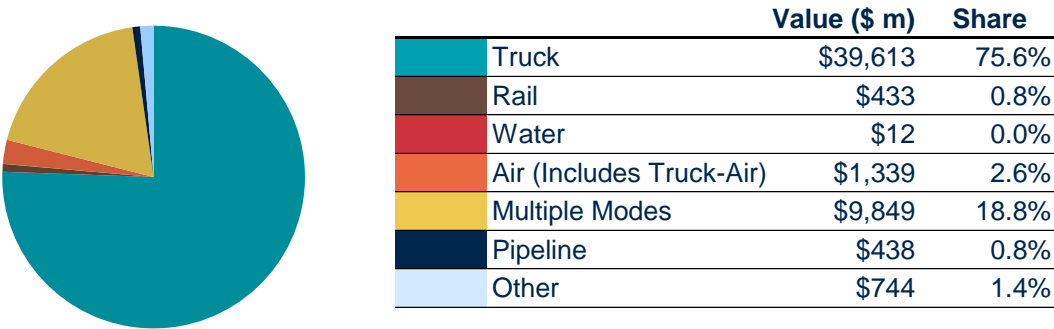 Value ($ m) Share
Truck $39,613 75.6%
Rail $433 0.8%
Water $12 0.0%
Air (Includes Truck-Air) $1,339 2.6%
Multiple Modes $9,849 18.8%
Pipeline $438 0.8%
Other $744 1.4%